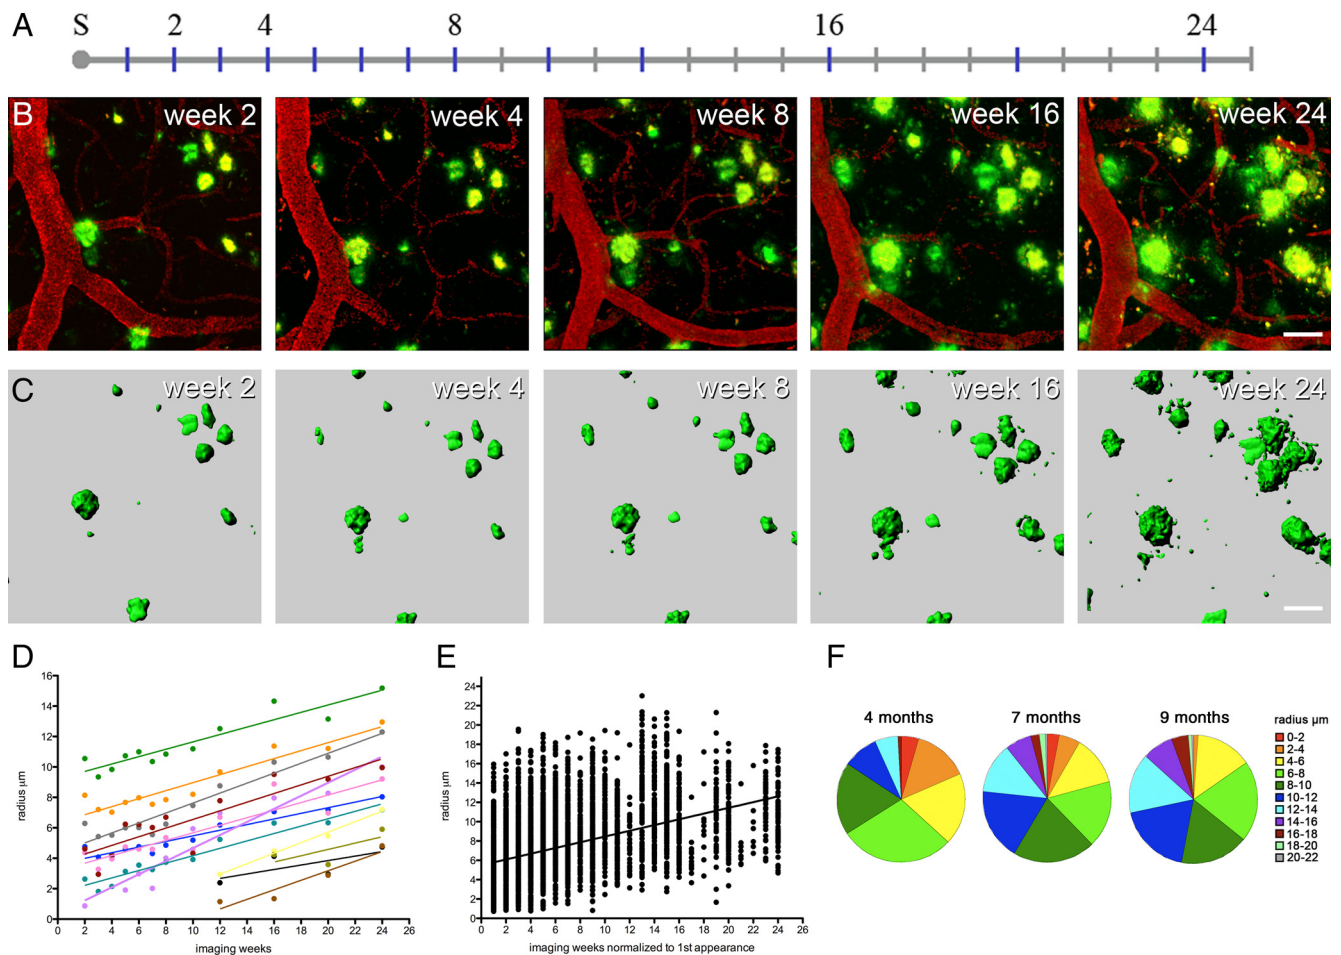 A
S 2 4 8 16 24
B
week 2
week 4
week 8
week 16
week 24
C
week 2
week 4
week 8
week 16
week 24
D
16
14
12
10
8
6
4
2
0
radius µm
0 2 4 6 8 10 12 14 16 18 20 22 24 26
imaging weeks
E
24
22
20
18
16
14
12
10
8
6
4
2
0
radius µm
0 2 4 6 8 10 12 14 16 18 20 22 24 26
imaging weeks normalized to 1st appearance
F
4 months
7 months
9 months
radius µm
0-2
2-4
4-6
6-8
8-10
10-12
12-14
14-16
16-18
18-20
20-22